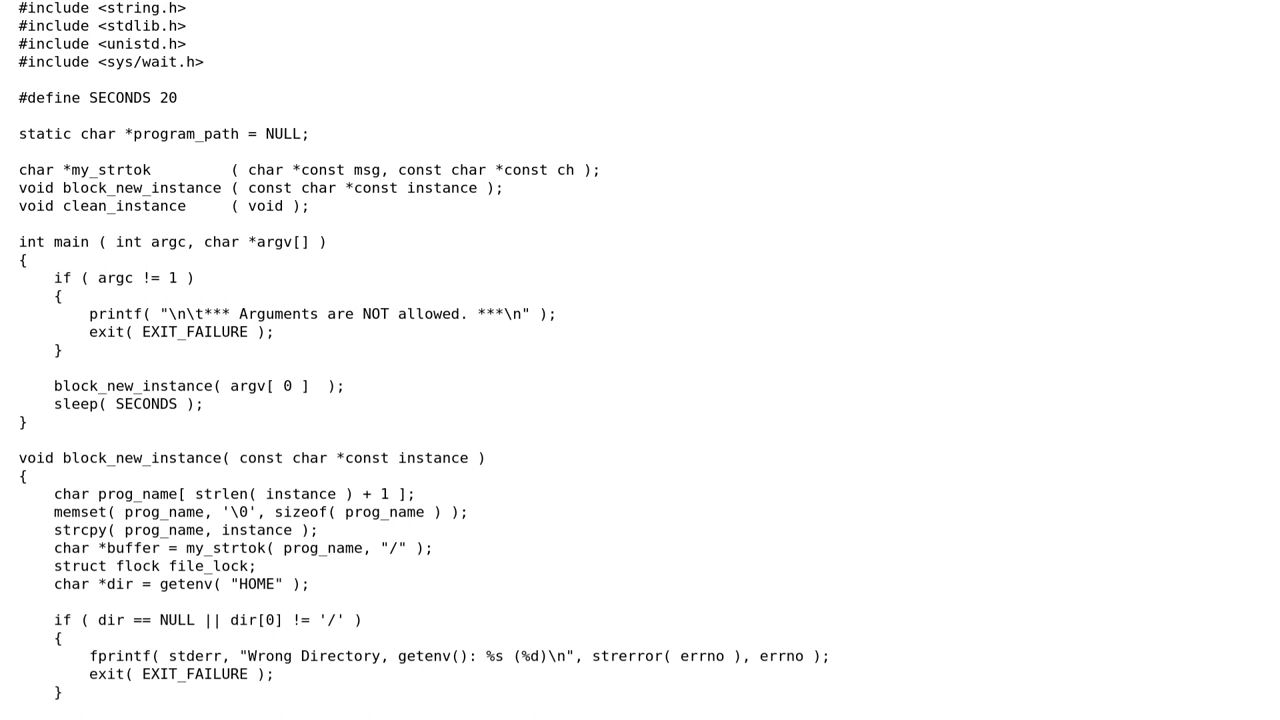 #include <string.h>
#include <stdlib.h>
#include <unistd.h>
#include <sys/wait.h>

#define SECONDS 20

static char *program_path = NULL;

char *my_strtok         ( char *const msg, const char *const ch );
void block_new_instance ( const char *const instance );
void clean_instance     ( void );

int main ( int argc, char *argv[] )
{
    if ( argc != 1 )
    {
        printf( "\n\t*** Arguments are NOT allowed. ***\n" );
        exit( EXIT_FAILURE );
    }

    block_new_instance( argv[ 0 ]  );
    sleep( SECONDS );
}

void block_new_instance( const char *const instance )
{
    char prog_name[ strlen( instance ) + 1 ];
    memset( prog_name, '\0', sizeof( prog_name ) );
    strcpy( prog_name, instance );
    char *buffer = my_strtok( prog_name, "/" );
    struct flock file_lock;
    char *dir = getenv( "HOME" );

    if ( dir == NULL || dir[0] != '/' )
    {
        fprintf( stderr, "Wrong Directory, getenv(): %s (%d)\n", strerror( errno ), errno );
        exit( EXIT_FAILURE );
    }